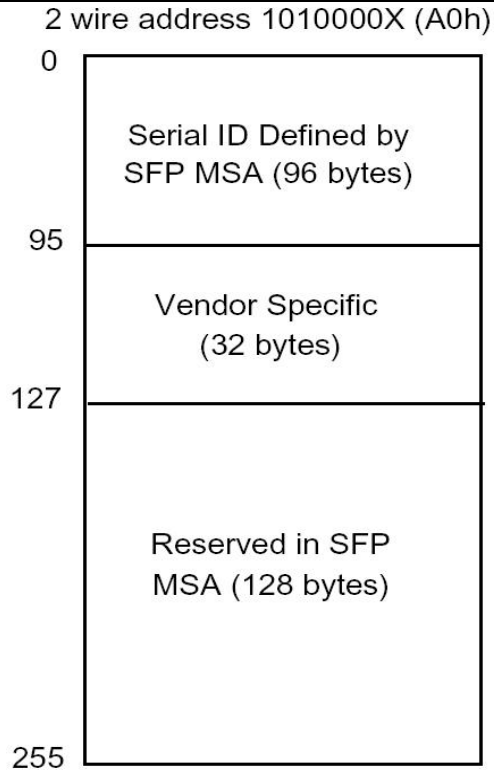 2 wire address 1010000X (A0h)
0
Serial ID Defined by
SFP MSA (96 bytes)
95
Vendor Specific
(32 bytes)
127
Reserved in SFP
MSA (128 bytes)
255